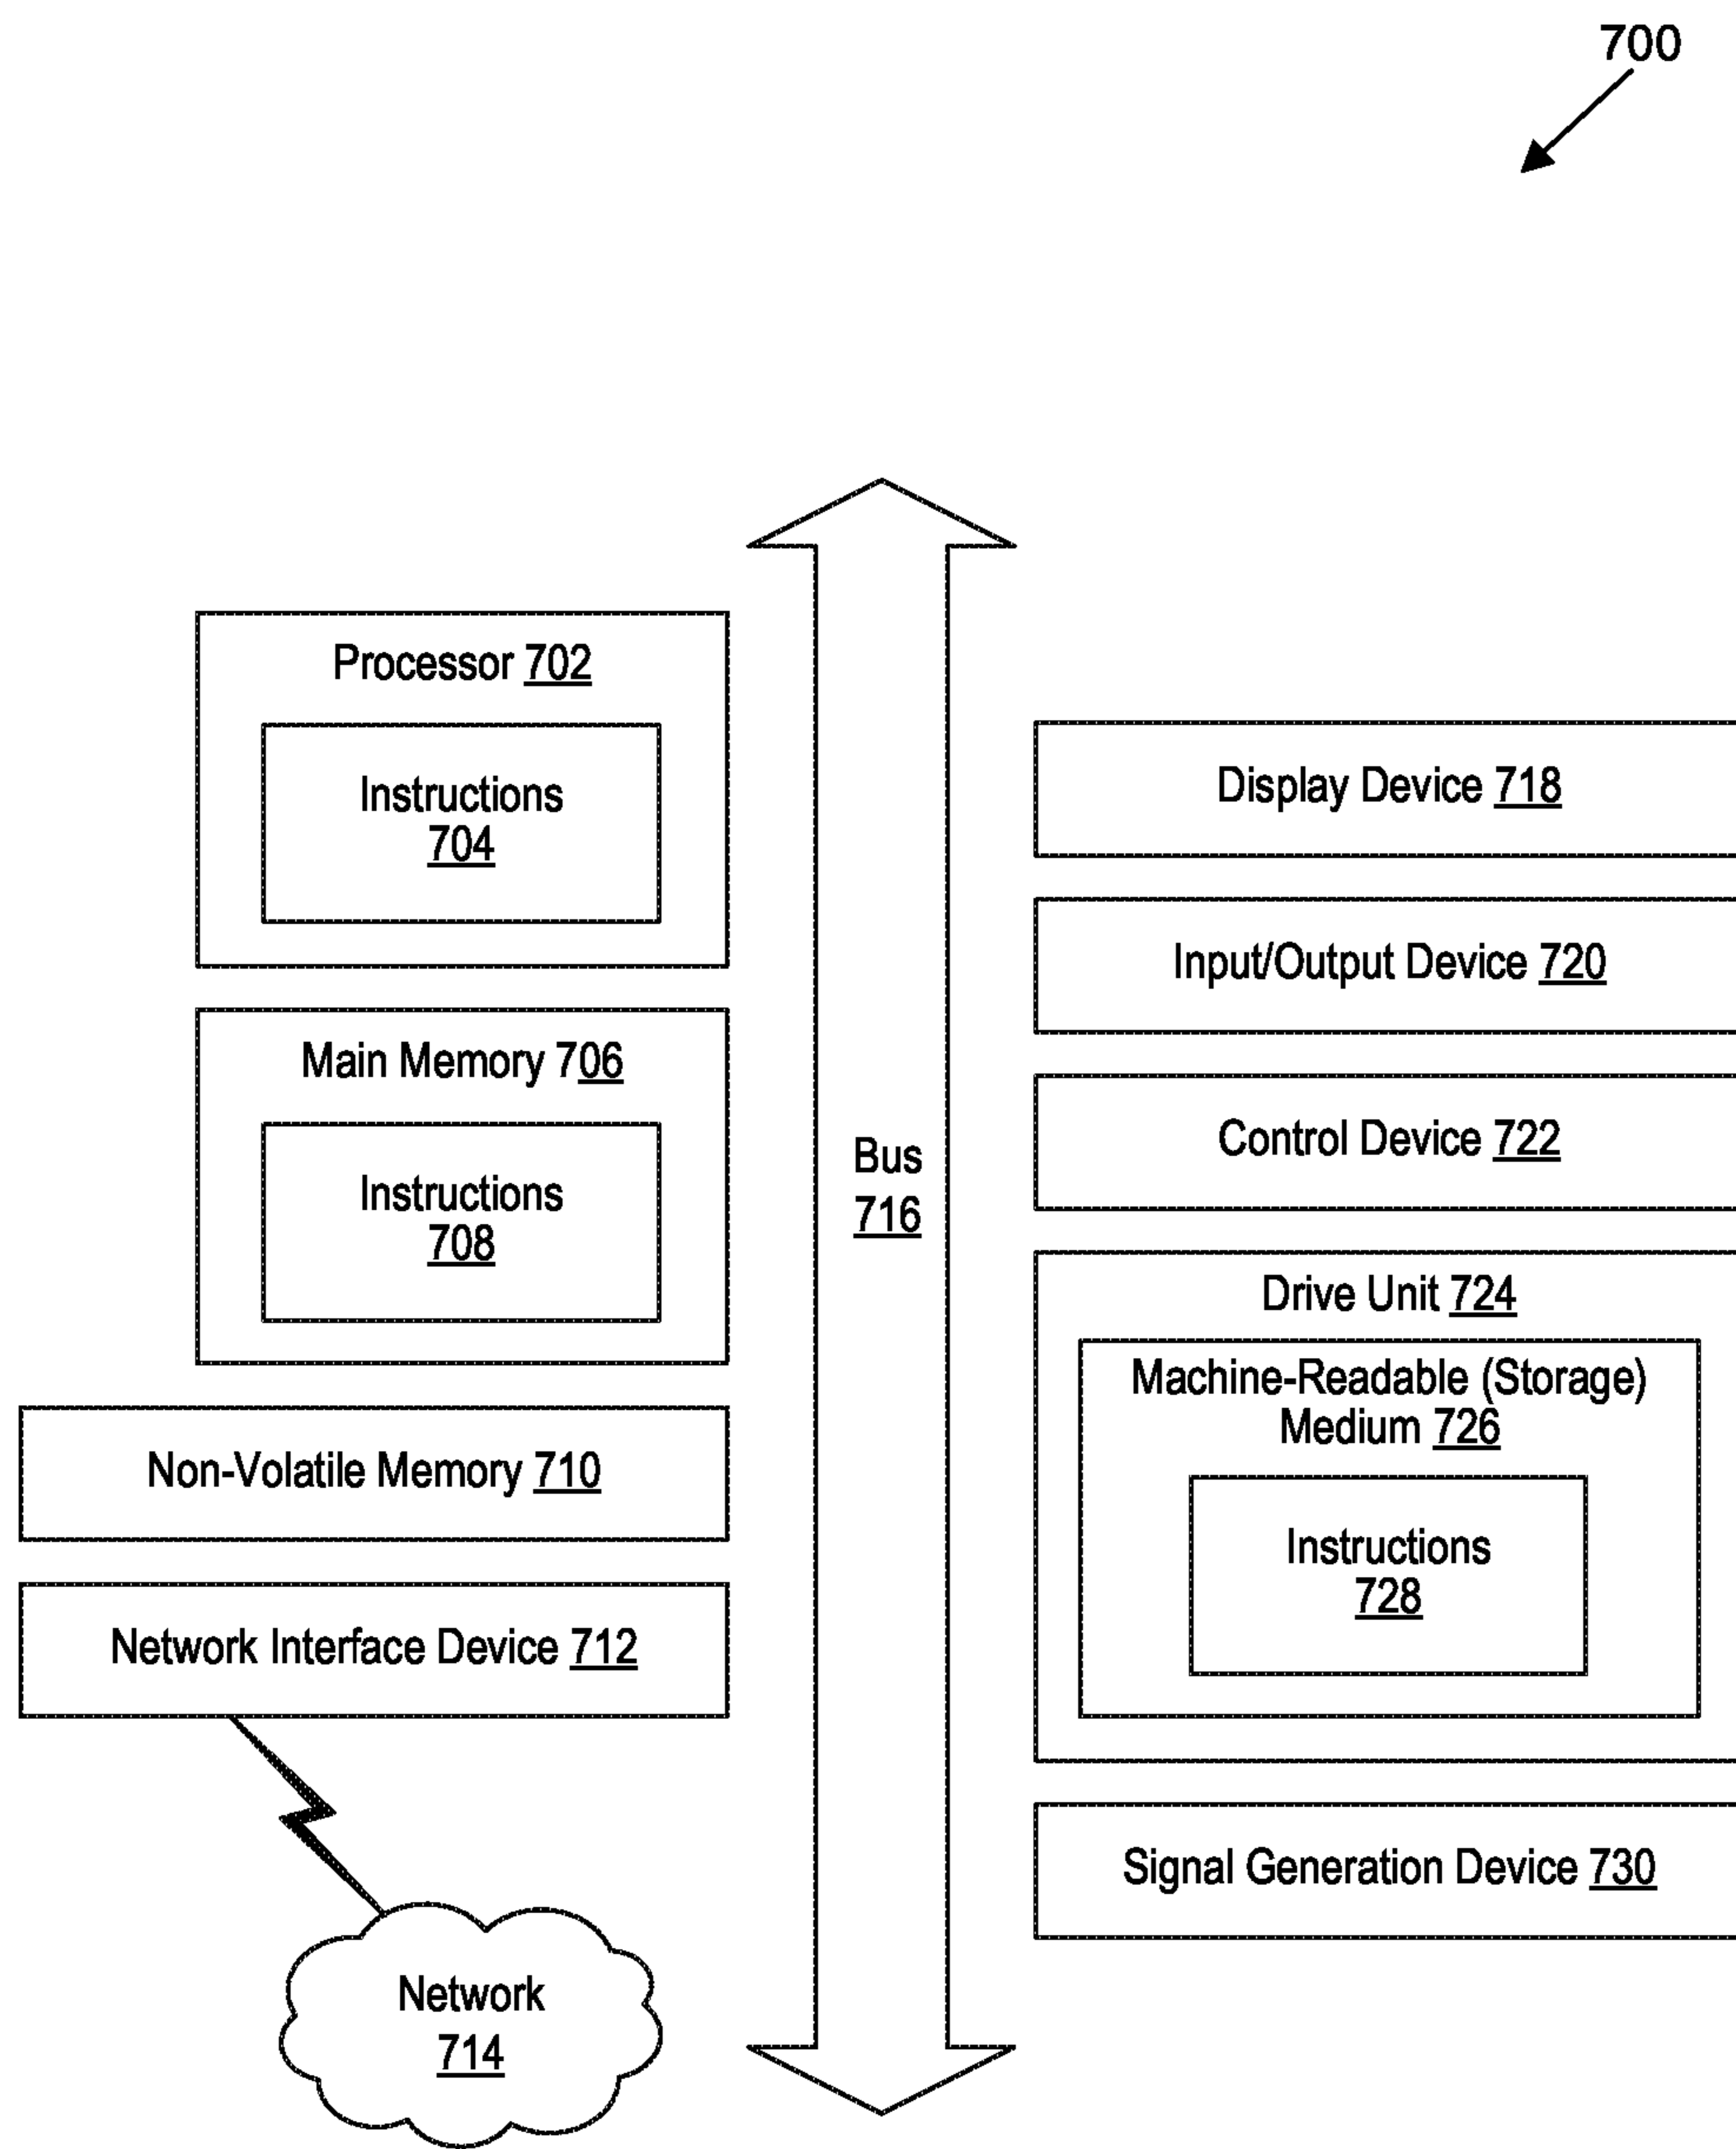 700
Processor 702
Instructions
704
Main Memory 706
Instructions
708
Non-Volatile Memory 710
Network Interface Device 712
Network
714
Bus
716
Display Device 718
Input/Output Device 720
Control Device 722
Drive Unit 724
Machine-Readable (Storage)
Medium 726
Instructions
728
Signal Generation Device 730